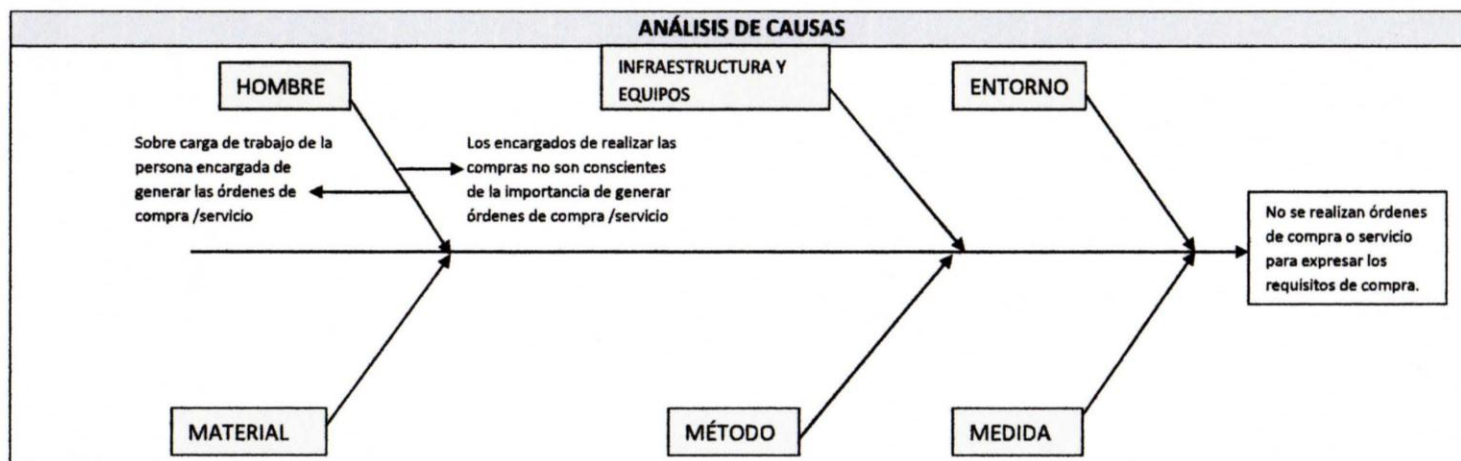 ANÁLISIS DE CAUSAS
HOMBRE
INFRAESTRUCTURA Y
EQUIPOS
ENTORNO
Sobre carga de trabajo de la
persona encargada de
generar las órdenes de
compra /servicio
Los encargados de realizar las
compras no son conscientes
de la importancia de generar
órdenes de compra /servicio
No se realizan órdenes
de compra o servicio
para expresar los
requisitos de compra.
MATERIAL
MÉTODO
MEDIDA